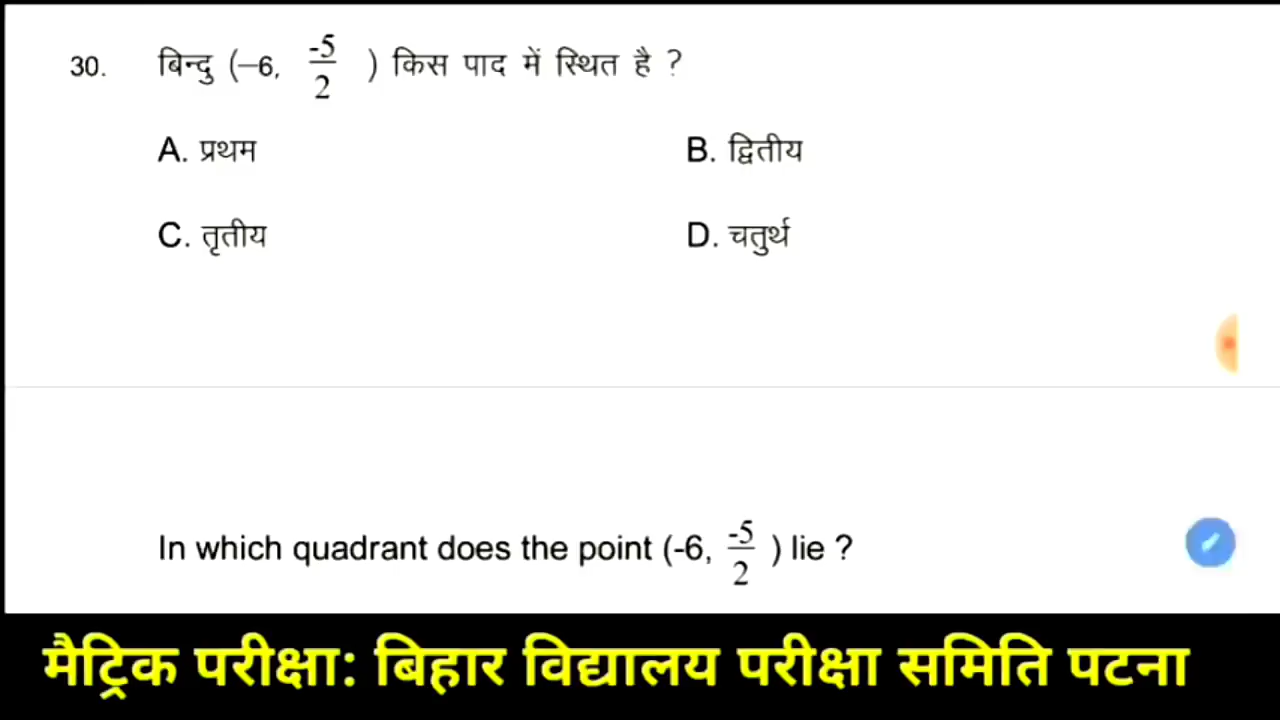 30. बिन्दु (–6, -5/2 ) किस पाद में स्थित है ?
A. प्रथम B. द्वितीय
C. तृतीय D. चतुर्थ
In which quadrant does the point (-6, -5/2 ) lie ?
मैट्रिक परीक्षा: बिहार विद्यालय परीक्षा समिति पटना